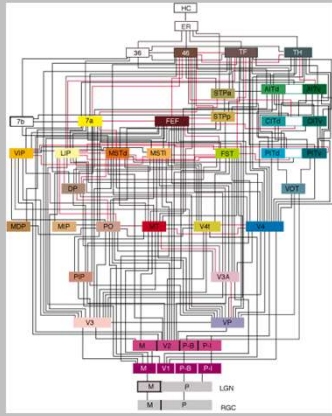 HC
ER
36 46 TF TH
STPa AITd AITv
7b 7a FEF STPp CITd CITv
VIP LIP MSTd MSTl FST PITd PITv
DP VOT
MDP MIP PO MT V4t V4
PIP V3A
V3 VP
M V2 P-B P-I
M V1 P-B P-I
M P LGN
M P RGC